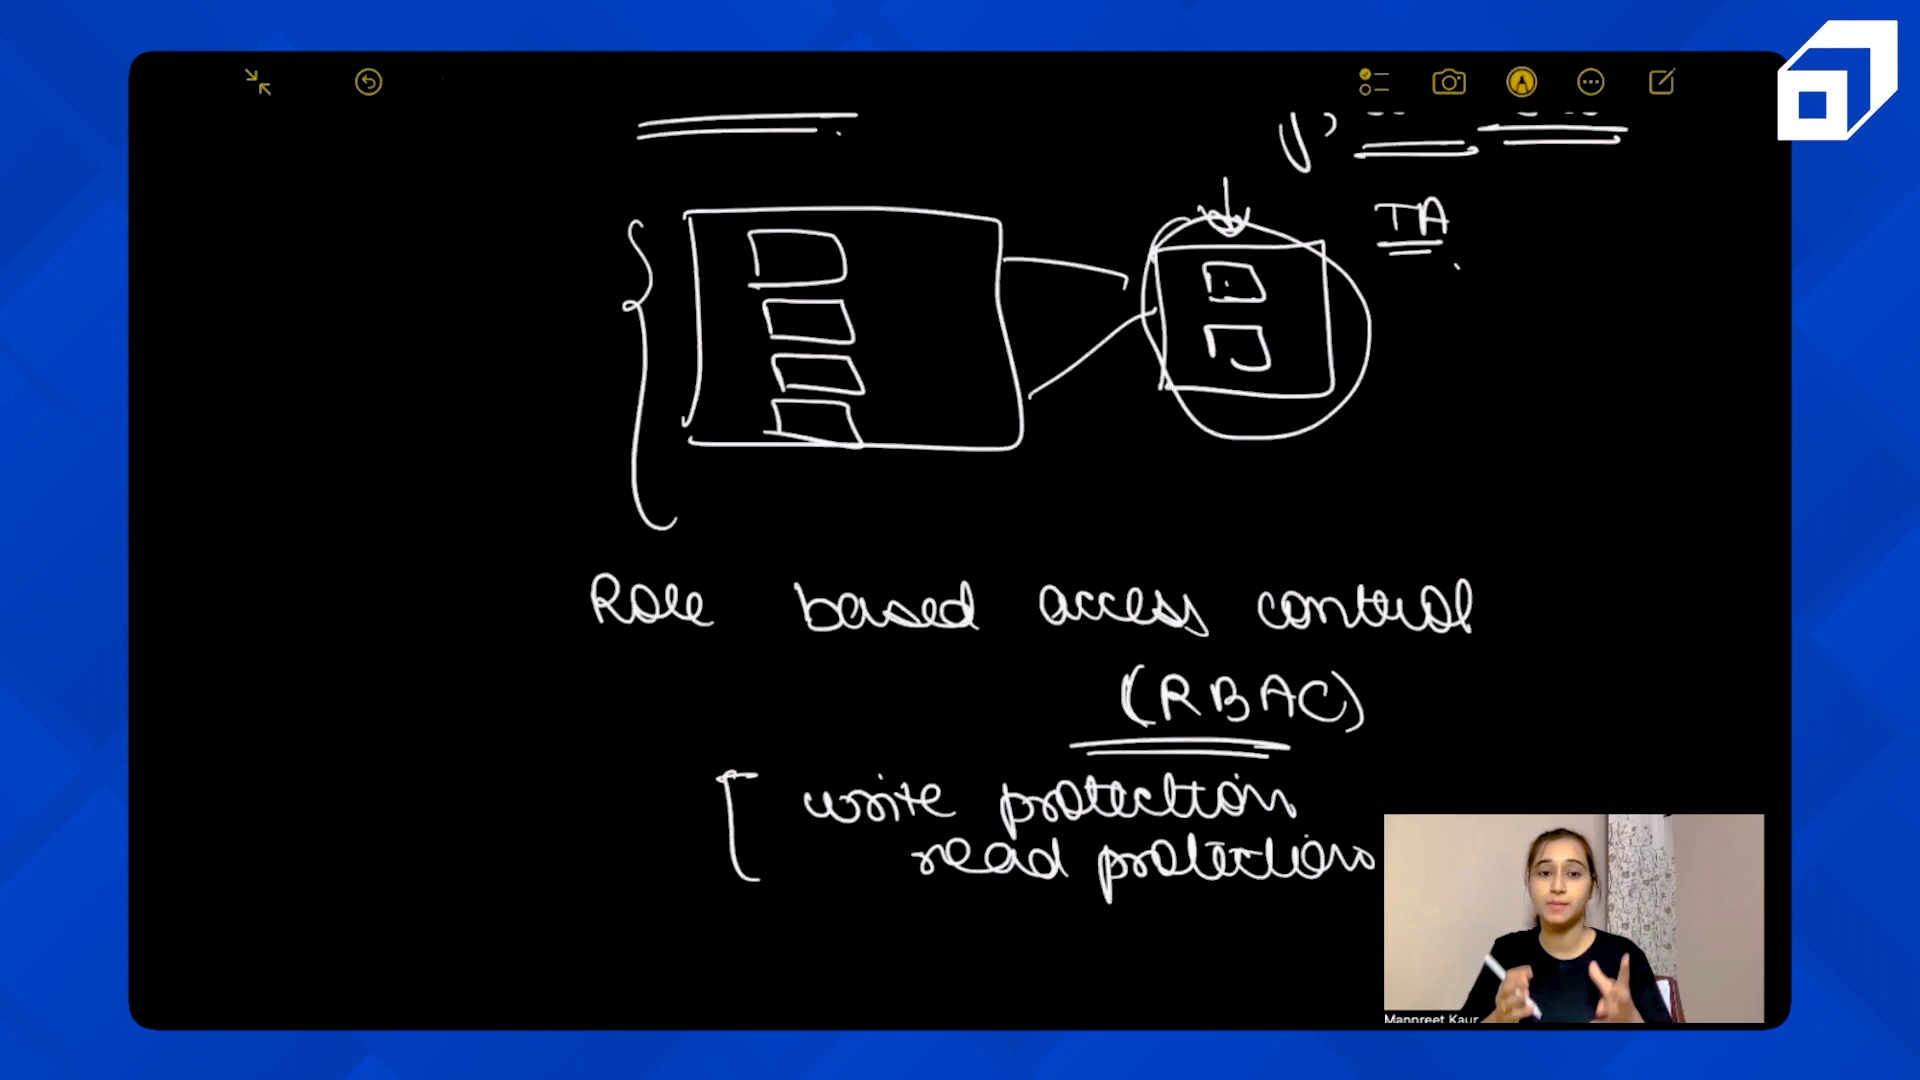 TA
Role based access control
(RBAC)
write protection
read protection
Manpreet Kaur